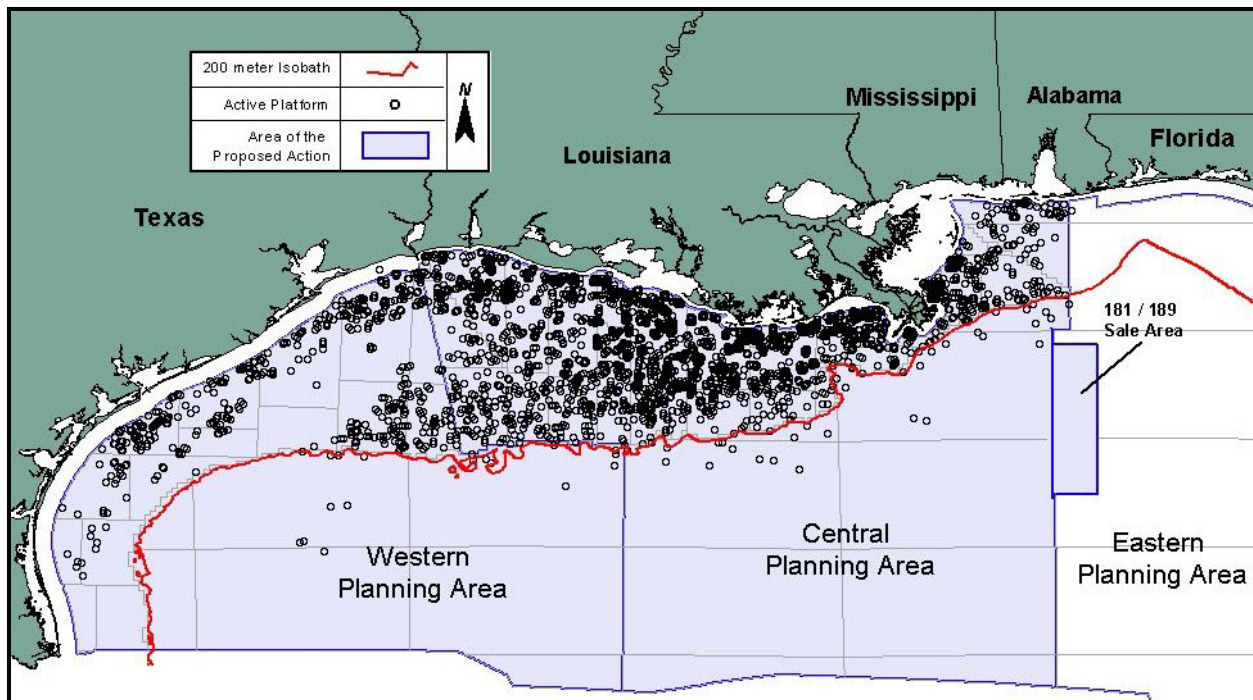 200 meter Isobath
Active Platform
Area of the
Proposed Action
N
Mississippi
Alabama
Florida
Louisiana
Texas
181 / 189
Sale Area
Western
Planning Area
Central
Planning Area
Eastern
Planning Area